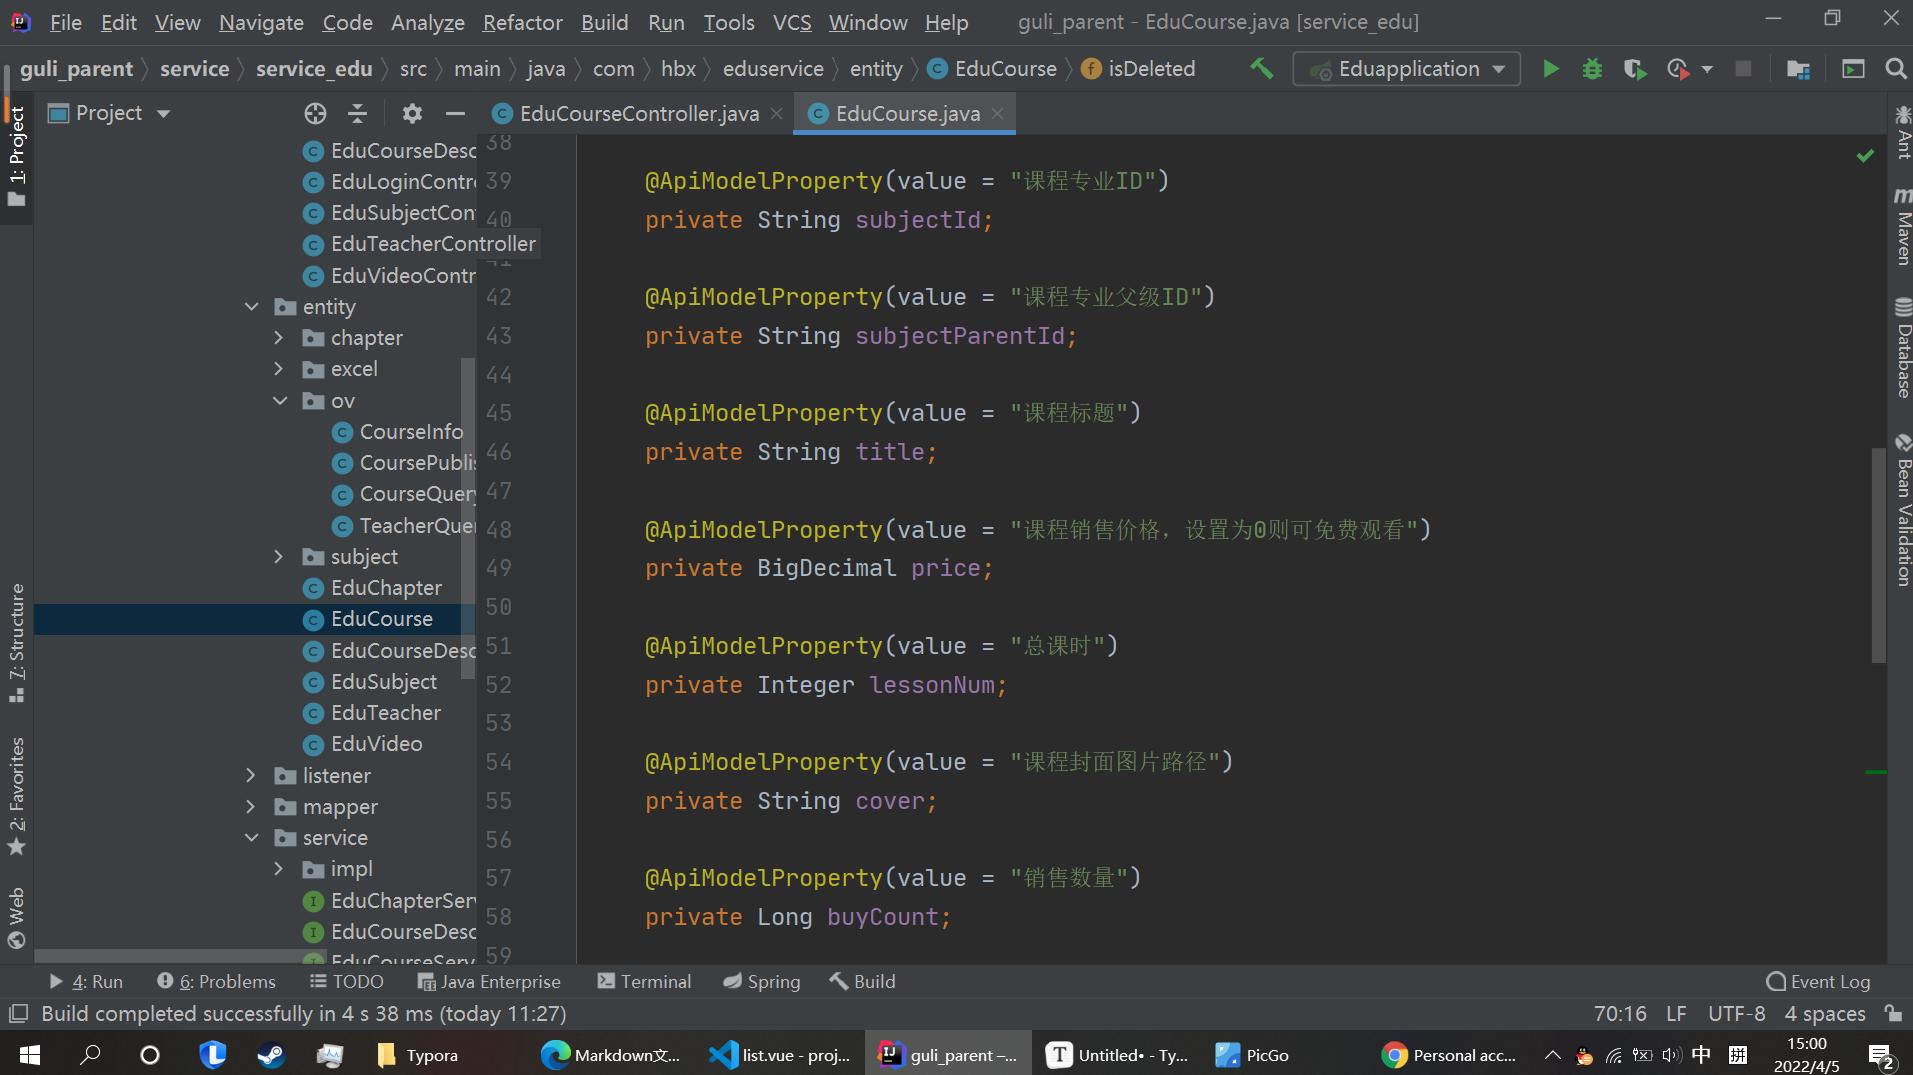 File Edit View Navigate Code Analyze Refactor Build Run Tools VCS Window Help guli_parent - EduCourse.java [service_edu]
guli_parent service service_edu src main java com hbx eduservice entity EduCourse isDeleted Eduapplication
Project
EduCourseController.java
EduCourse.java
1: Project
7: Structure
2: Favorites
Web
EduCourseDesc
EduLoginContr
EduSubjectCon
EduTeacherController
EduVideoContr
entity
chapter
excel
ov
CourseInfo
CoursePublis
CourseQuery
TeacherQue
subject
EduChapter
EduCourse
EduCourseDesc
EduSubject
EduTeacher
EduVideo
listener
mapper
service
impl
EduChapterServ
EduCourseDesc
EduCourseServ
38
39 @ApiModelProperty(value = "课程专业ID")
40 private String subjectId;
41
42 @ApiModelProperty(value = "课程专业父级ID")
43 private String subjectParentId;
44
45 @ApiModelProperty(value = "课程标题")
46 private String title;
47
48 @ApiModelProperty(value = "课程销售价格，设置为0则可免费观看")
49 private BigDecimal price;
50
51 @ApiModelProperty(value = "总课时")
52 private Integer lessonNum;
53
54 @ApiModelProperty(value = "课程封面图片路径")
55 private String cover;
56
57 @ApiModelProperty(value = "销售数量")
58 private Long buyCount;
59
Ant
Maven
Database
Bean Validation
4: Run 6: Problems TODO Java Enterprise Terminal Spring Build Event Log
Build completed successfully in 4 s 38 ms (today 11:27) 70:16 LF UTF-8 4 spaces
Typora Markdown文... list.vue - proj... guli_parent –... Untitled• - Ty... PicGo Personal acc... 中 拼 15:00
2022/4/5 2